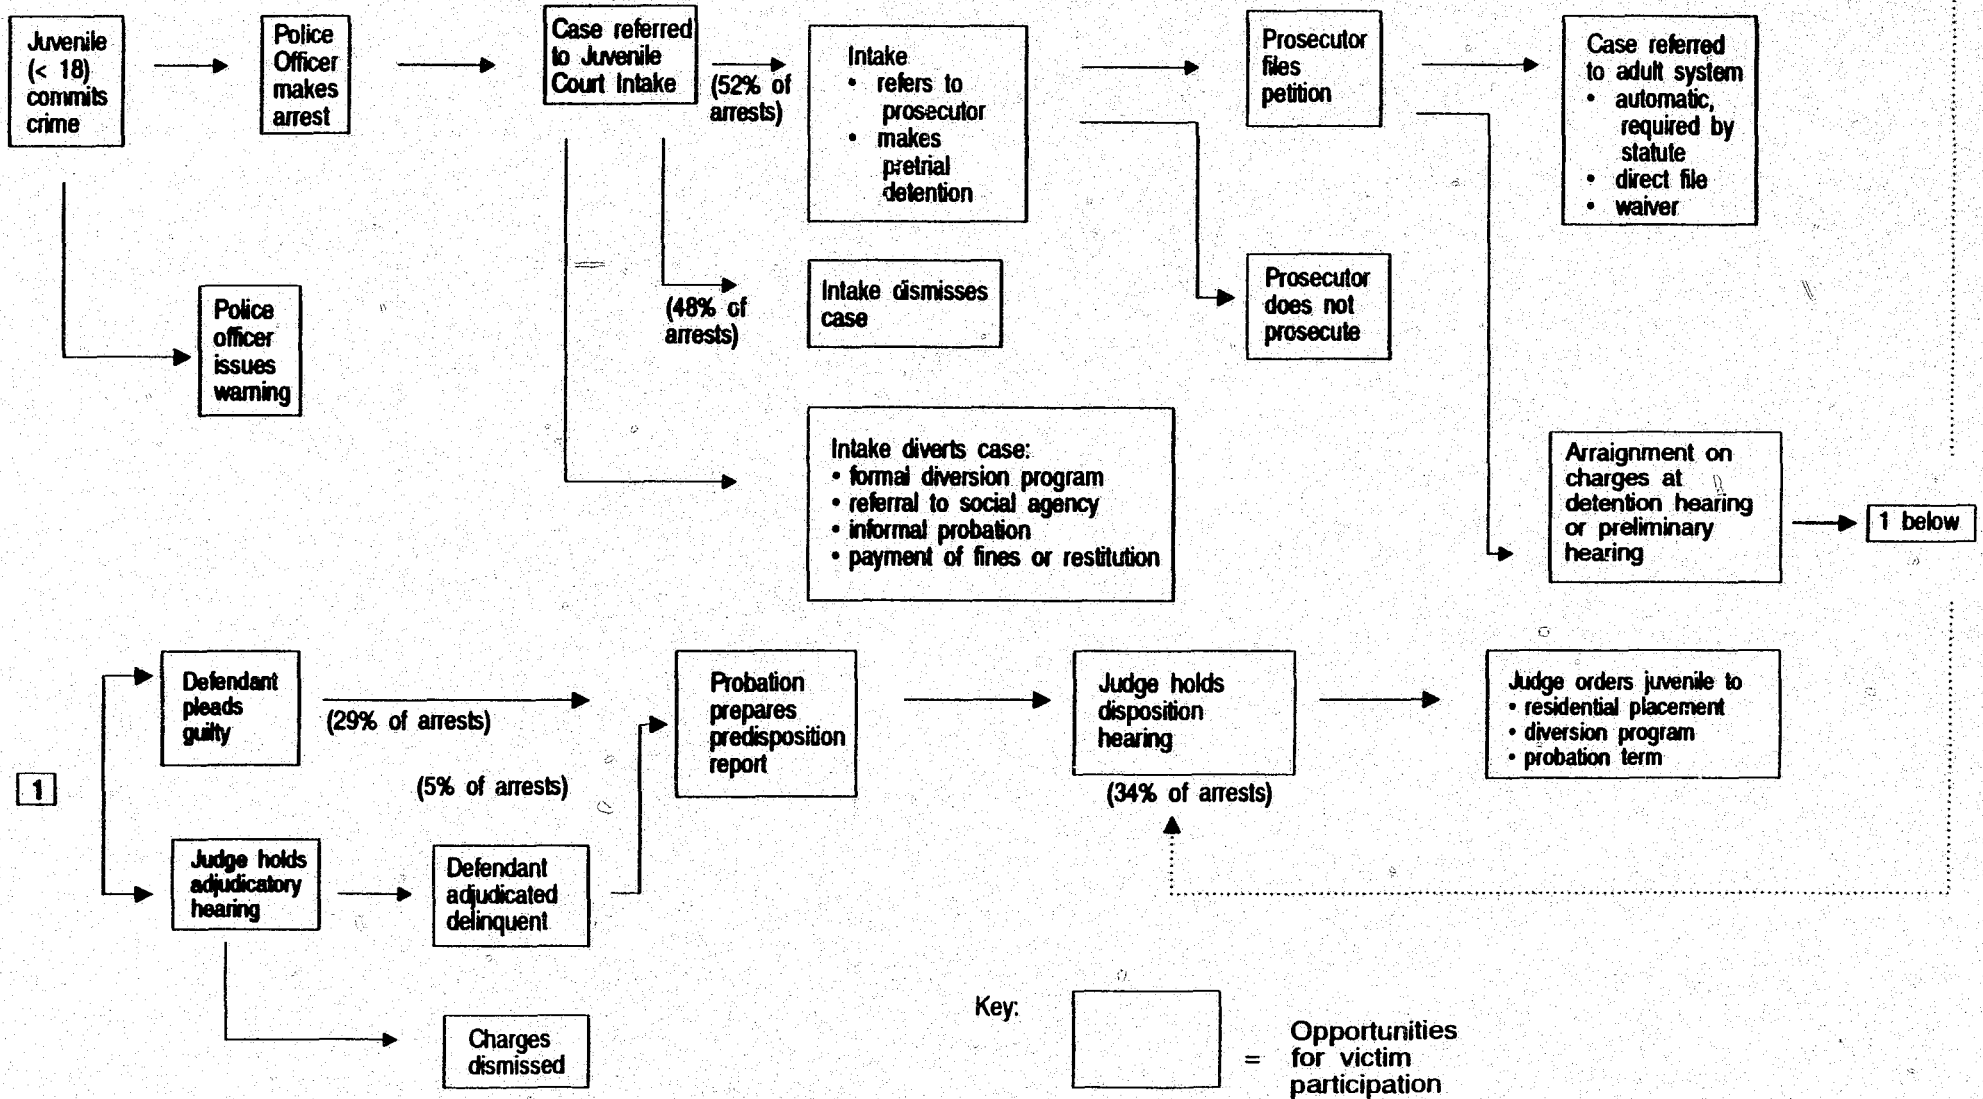 Juvenile
(< 18)
commits
crime
Police
Officer
makes
arrest
Case referred
to Juvenile
Court Intake
(52% of
arrests)
Intake
• refers to
prosecutor
• makes
pretrial
detention
Prosecutor
files
petition
Case referred
to adult system
• automatic,
required by
statute
• direct file
• waiver
Police
officer
issues
warning
(48% of
arrests)
Intake dismisses
case
Prosecutor
does not
prosecute
Intake diverts case:
• formal diversion program
• referral to social agency
• informal probation
• payment of fines or restitution
Arraignment on
charges at
detention hearing
or preliminary
hearing
1 below
1
Defendant
pleads
guilty
(29% of arrests)
(5% of arrests)
Probation
prepares
predisposition
report
Judge holds
disposition
hearing
(34% of arrests)
Judge orders juvenile to
• residential placement
• diversion program
• probation term
Judge holds
adjudicatory
hearing
Defendant
adjudicated
delinquent
Charges
dismissed
Key:
=
Opportunities
for victim
participation